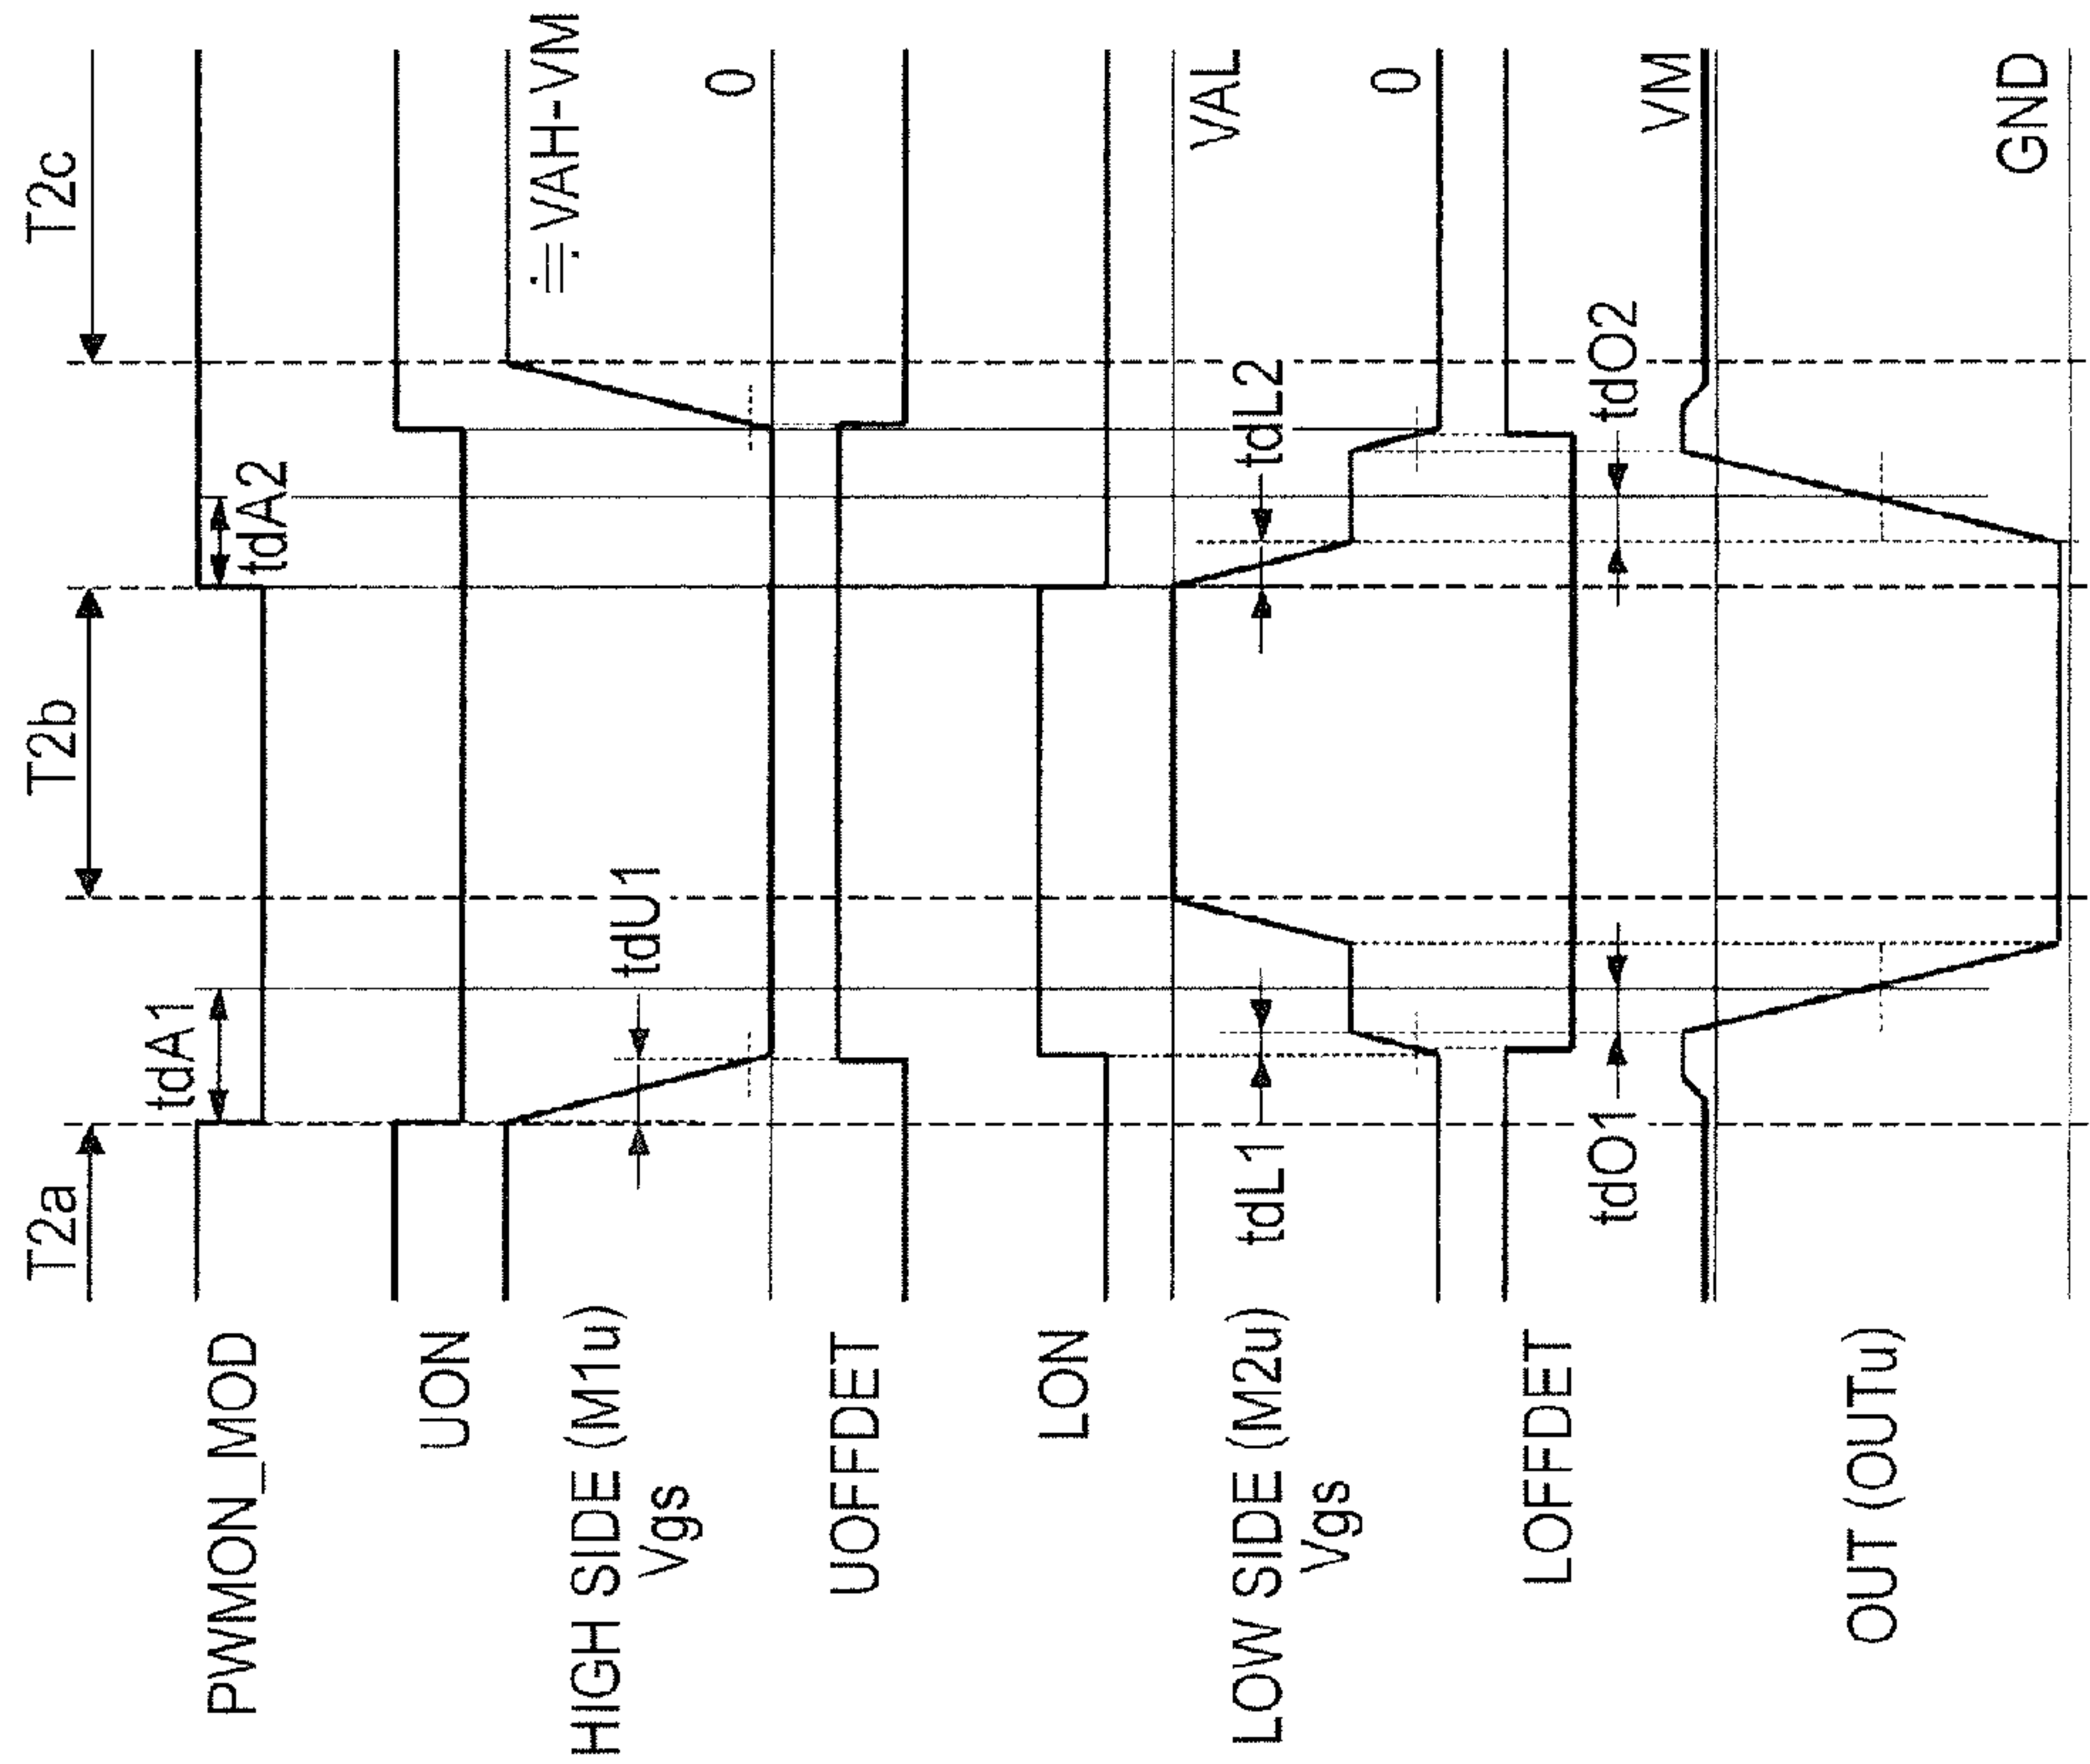 T2a
T2b
T2c
PWMON_MOD
tdA1
tdA2
UON
HIGH SIDE (M1u)
Vgs
≒VAH-VM
tdU1
0
UOFFDET
LON
LOW SIDE (M2u)
Vgs
VAL
tdL1
tdL2
0
LOFFDET
tdO1
tdO2
VM
OUT (OUTu)
GND